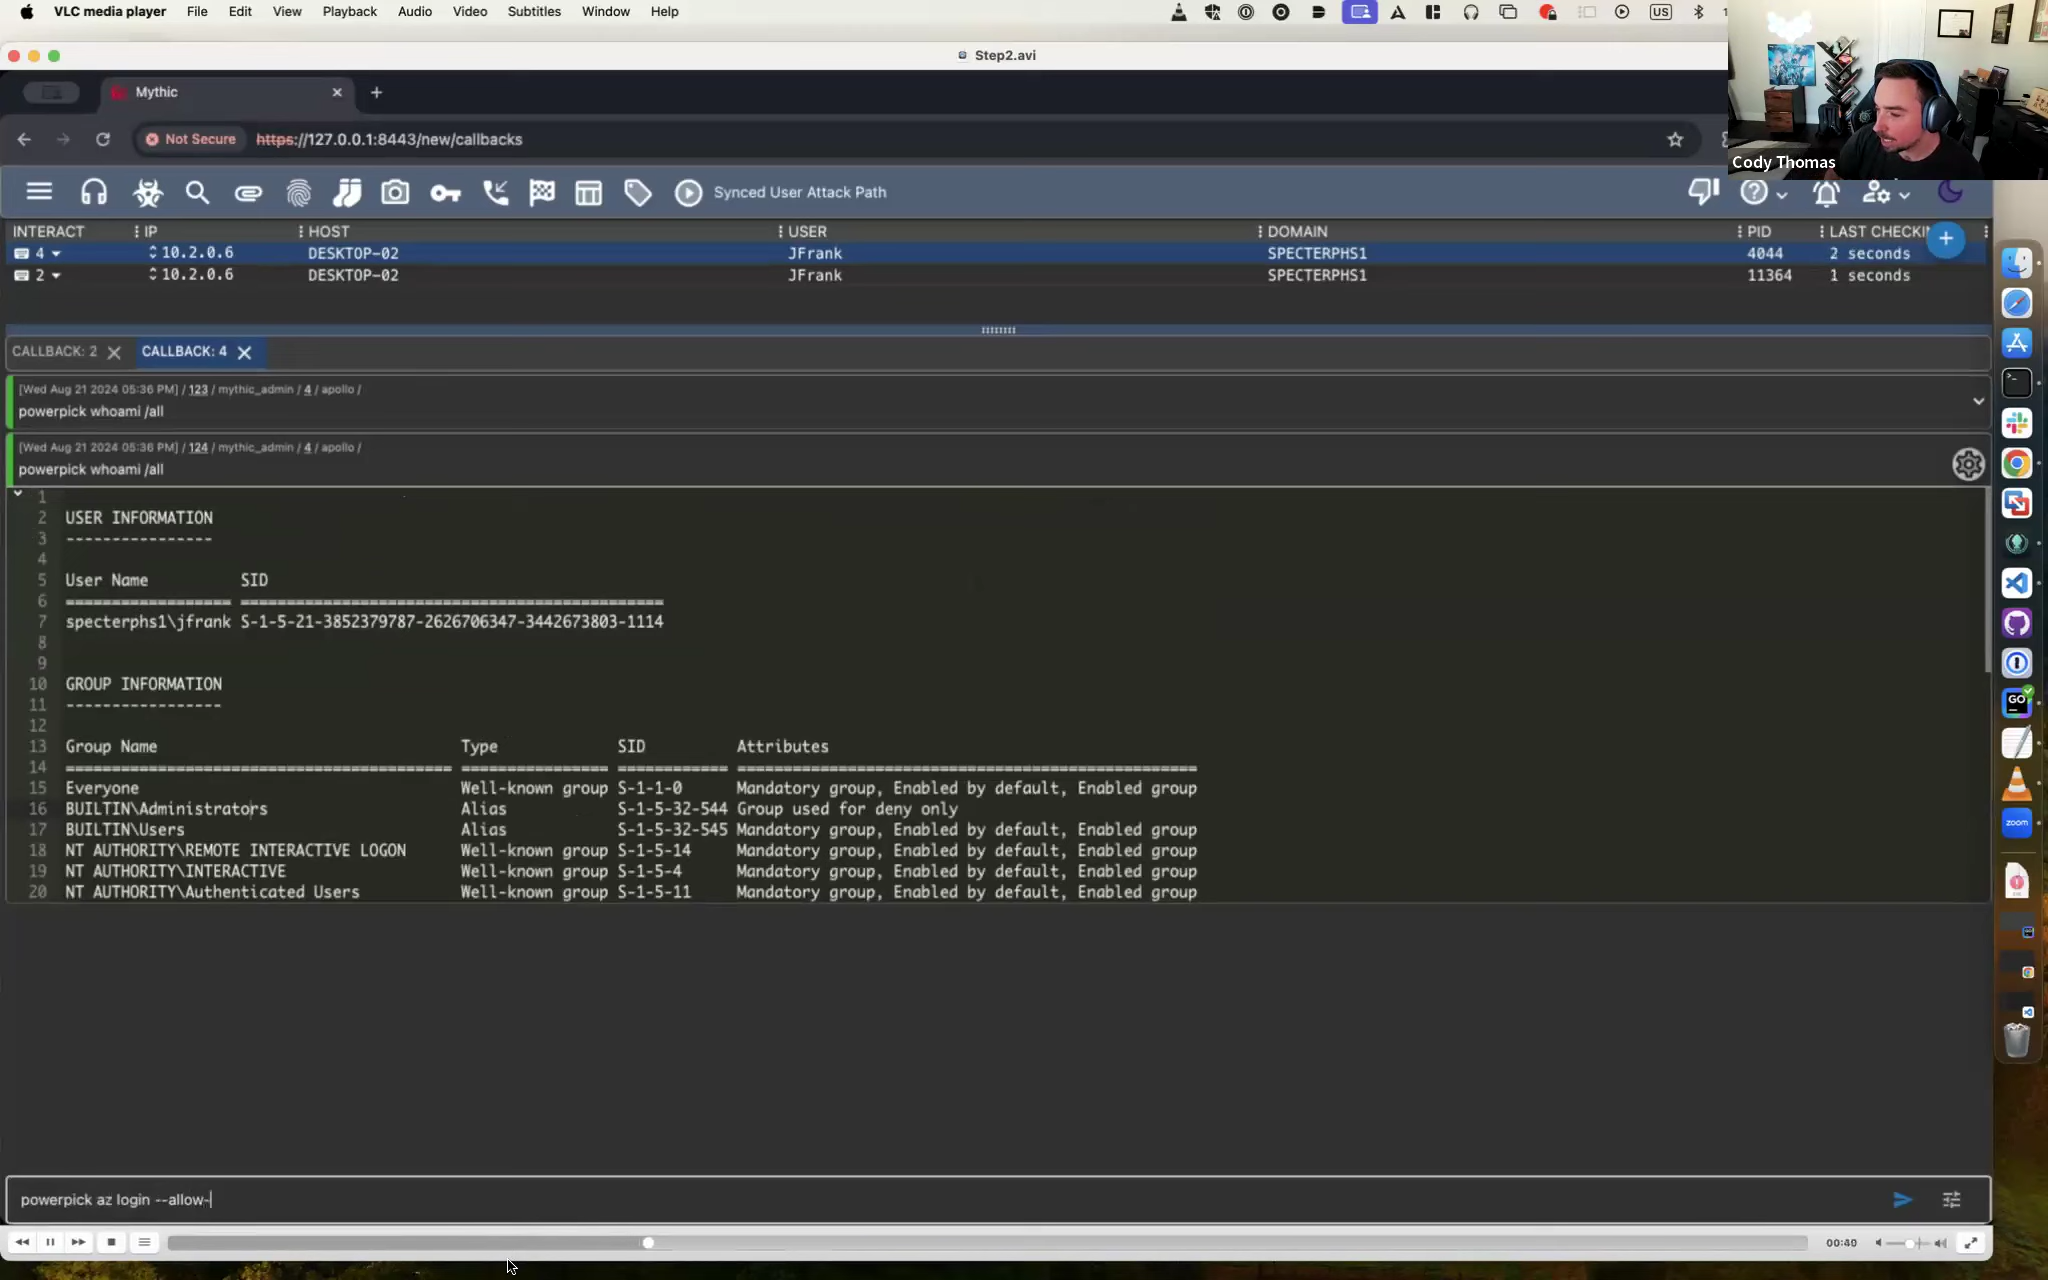 VLC media player File Edit View Playback Audio Video Subtitles Window Help US
Step2.avi
Mythic
Not Secure https://127.0.0.1:8443/new/callbacks
Cody Thomas
Synced User Attack Path
INTERACT IP HOST USER DOMAIN PID LAST CHECKIN
4 10.2.0.6 DESKTOP-02 JFrank SPECTERPHS1 4044 2 seconds
2 10.2.0.6 DESKTOP-02 JFrank SPECTERPHS1 11364 1 seconds
CALLBACK: 2 CALLBACK: 4
[Wed Aug 21 2024 05:36 PM] / 123 / mythic_admin / 4 / apollo /
powerpick whoami /all
[Wed Aug 21 2024 05:36 PM] / 124 / mythic_admin / 4 / apollo /
powerpick whoami /all
1
2 USER INFORMATION
3 ----------------
4
5 User Name SID
6 ================== ==============================================
7 specterphs1\jfrank S-1-5-21-3852379787-2626706347-3442673803-1114
8
9
10 GROUP INFORMATION
11 -----------------
12
13 Group Name Type SID Attributes
14 ========================================== ================ ============ ==================================================
15 Everyone Well-known group S-1-1-0 Mandatory group, Enabled by default, Enabled group
16 BUILTIN\Administrators Alias S-1-5-32-544 Group used for deny only
17 BUILTIN\Users Alias S-1-5-32-545 Mandatory group, Enabled by default, Enabled group
18 NT AUTHORITY\REMOTE INTERACTIVE LOGON Well-known group S-1-5-14 Mandatory group, Enabled by default, Enabled group
19 NT AUTHORITY\INTERACTIVE Well-known group S-1-5-4 Mandatory group, Enabled by default, Enabled group
20 NT AUTHORITY\Authenticated Users Well-known group S-1-5-11 Mandatory group, Enabled by default, Enabled group
GO
zoom
powerpick az login --allow-
00:40